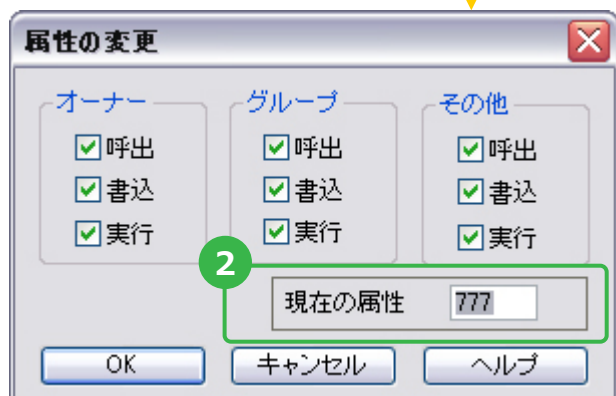 属性の変更
オーナー グループ その他
呼出 呼出 呼出
書込 書込 書込
実行 実行 実行
2
現在の属性 777
OK キャンセル ヘルプ